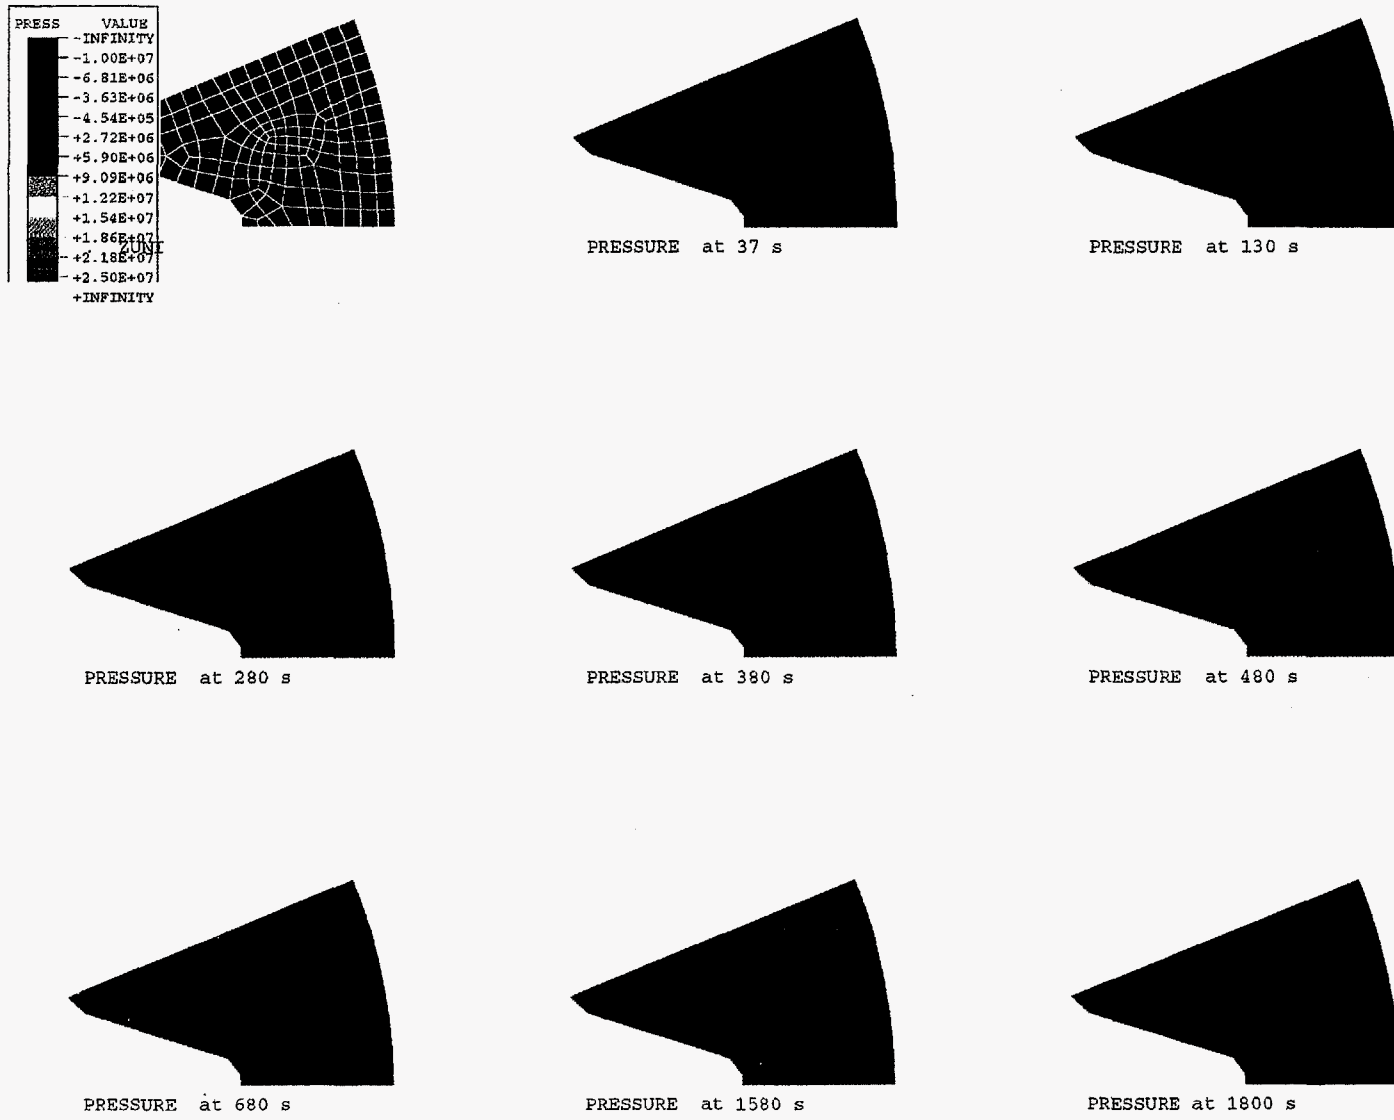 PRESS VALUE
-INFINITY
-1.00E+07
-6.81E+06
-3.63E+06
-4.54E+05
+2.72E+06
+5.90E+06
+9.09E+06
+1.22E+07
+1.54E+07
+1.86E+07
ZUNI
+2.18E+07
+2.50E+07
+INFINITY
PRESSURE at 37 s
PRESSURE at 130 s
PRESSURE at 280 s
PRESSURE at 380 s
PRESSURE at 480 s
PRESSURE at 680 s
PRESSURE at 1580 s
PRESSURE at 1800 s